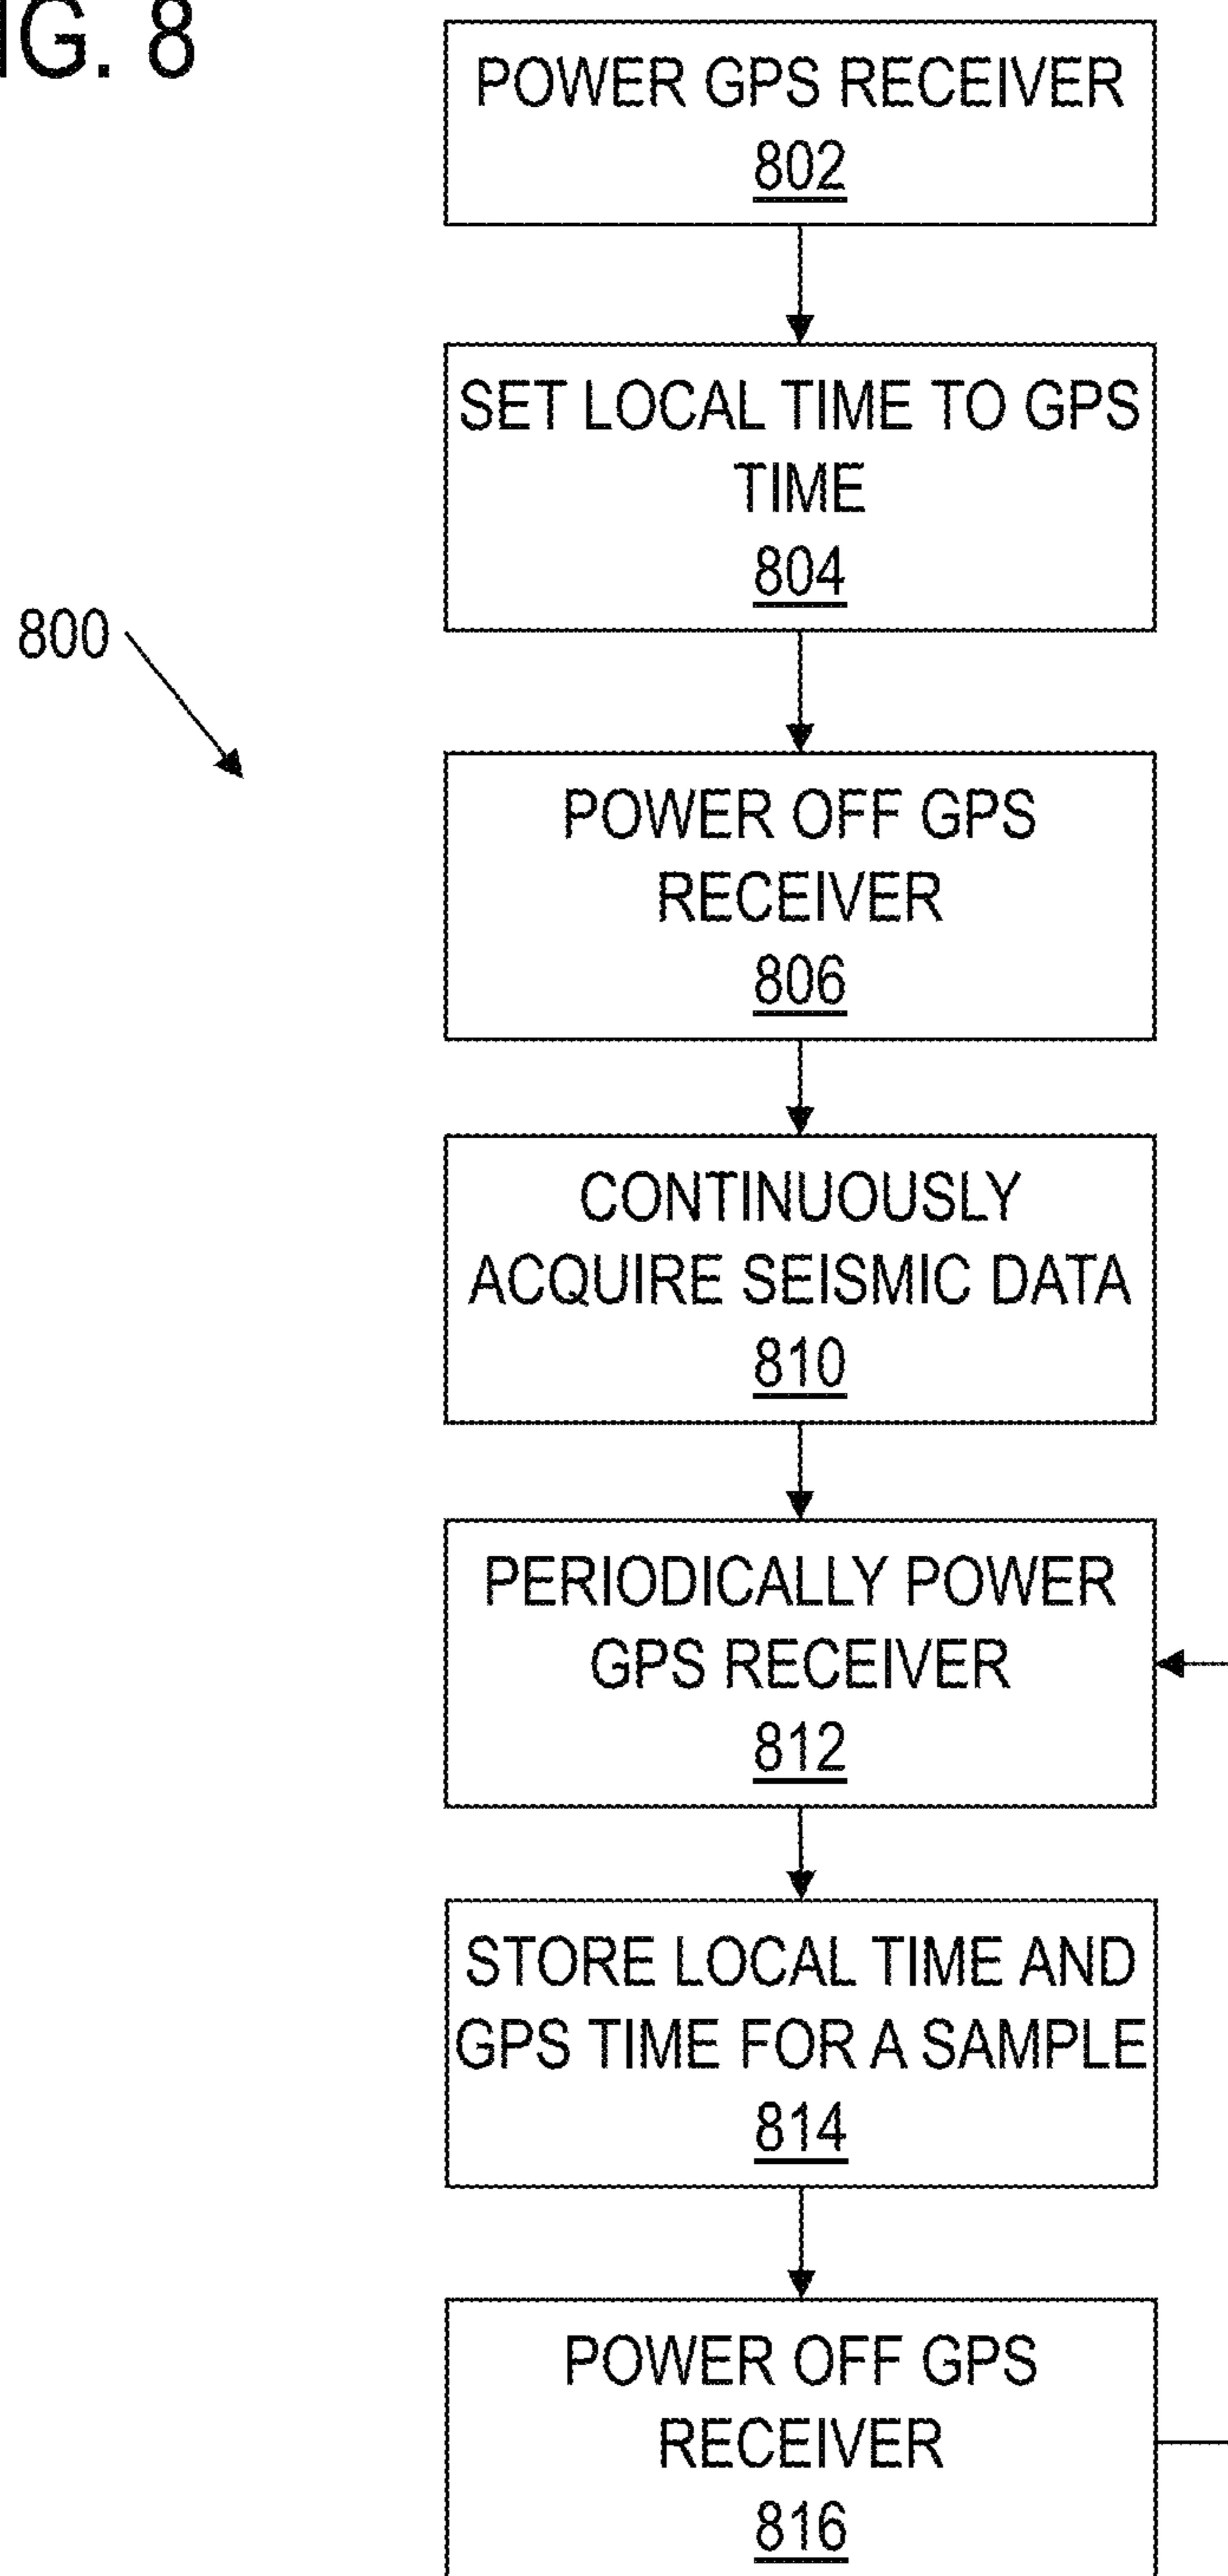 IG. 8
POWER GPS RECEIVER
802
SET LOCAL TIME TO GPS
TIME
804
800
POWER OFF GPS
RECEIVER
806
CONTINUOUSLY
ACQUIRE SEISMIC DATA
810
PERIODICALLY POWER
GPS RECEIVER
812
STORE LOCAL TIME AND
GPS TIME FOR A SAMPLE
814
POWER OFF GPS
RECEIVER
816